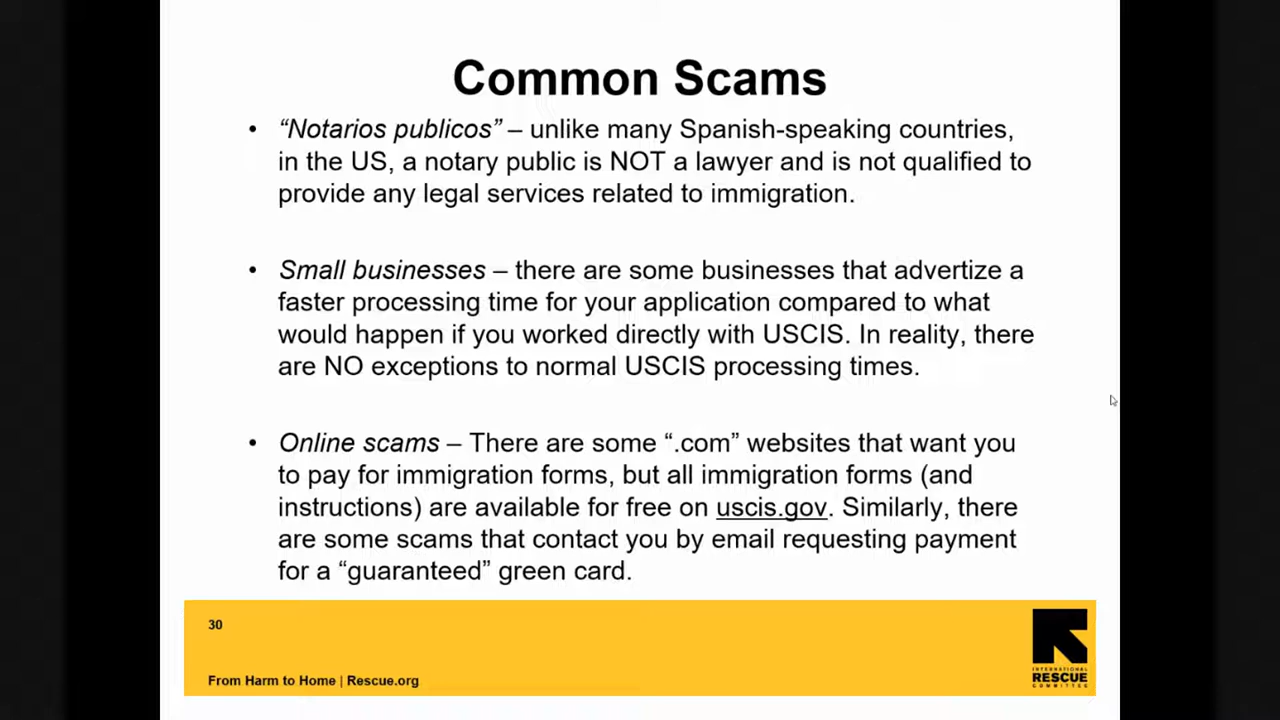 Common Scams
• “Notarios publicos” – unlike many Spanish-speaking countries,
in the US, a notary public is NOT a lawyer and is not qualified to
provide any legal services related to immigration.
• Small businesses – there are some businesses that advertize a
faster processing time for your application compared to what
would happen if you worked directly with USCIS. In reality, there
are NO exceptions to normal USCIS processing times.
• Online scams – There are some “.com” websites that want you
to pay for immigration forms, but all immigration forms (and
instructions) are available for free on uscis.gov. Similarly, there
are some scams that contact you by email requesting payment
for a “guaranteed” green card.
30
From Harm to Home | Rescue.org
INTERNATIONAL
RESCUE
COMMITTEE